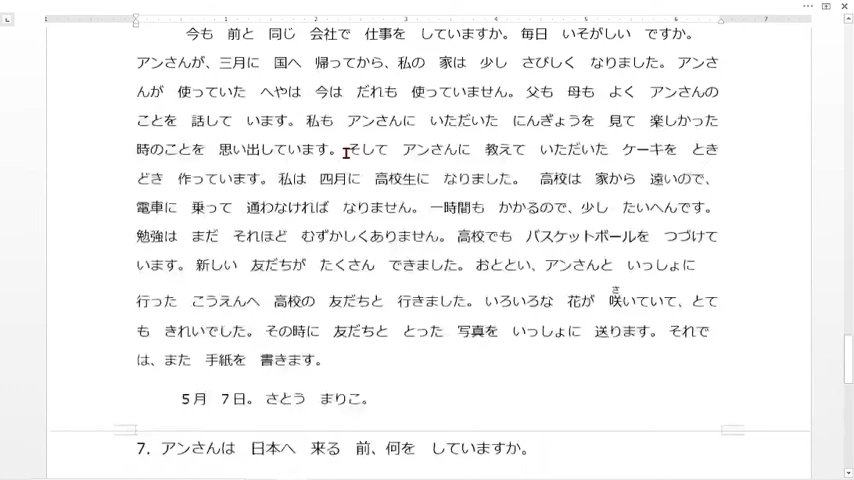 今も 前と 同じ 会社で 仕事を していますか。 毎日 いそがしい ですか。
アンさんが、三月に 国へ 帰ってから、私の 家は 少し さびしく なりました。 アンさ
んが 使っていた へやは 今は だれも 使っていません。 父も 母も よく アンさんの
ことを 話して います。 私も アンさんに いただいた にんぎょうを 見て 楽しかった
時のことを 思い出しています。 そして アンさんに 教えて いただいた ケーキを とき
どき 作っています。 私は 四月に 高校生に なりました。 高校は 家から 遠いので、
電車に 乗って 通わなければ なりません。 一時間も かかるので、少し たいへんです。
勉強は まだ それほど むずかしくありません。 高校でも バスケットボールを つづけて
います。 新しい 友だちが たくさん できました。 おととい、アンさんと いっしょに
さ
行った こうえんへ 高校の 友だちと 行きました。 いろいろな 花が 咲いていて、とて
も きれいでした。 その時に 友だちと とった 写真を いっしょに 送ります。 それで
は、また 手紙を 書きます。
5月 7日。 さとう まりこ。
7. アンさんは 日本へ 来る 前、何を していますか。